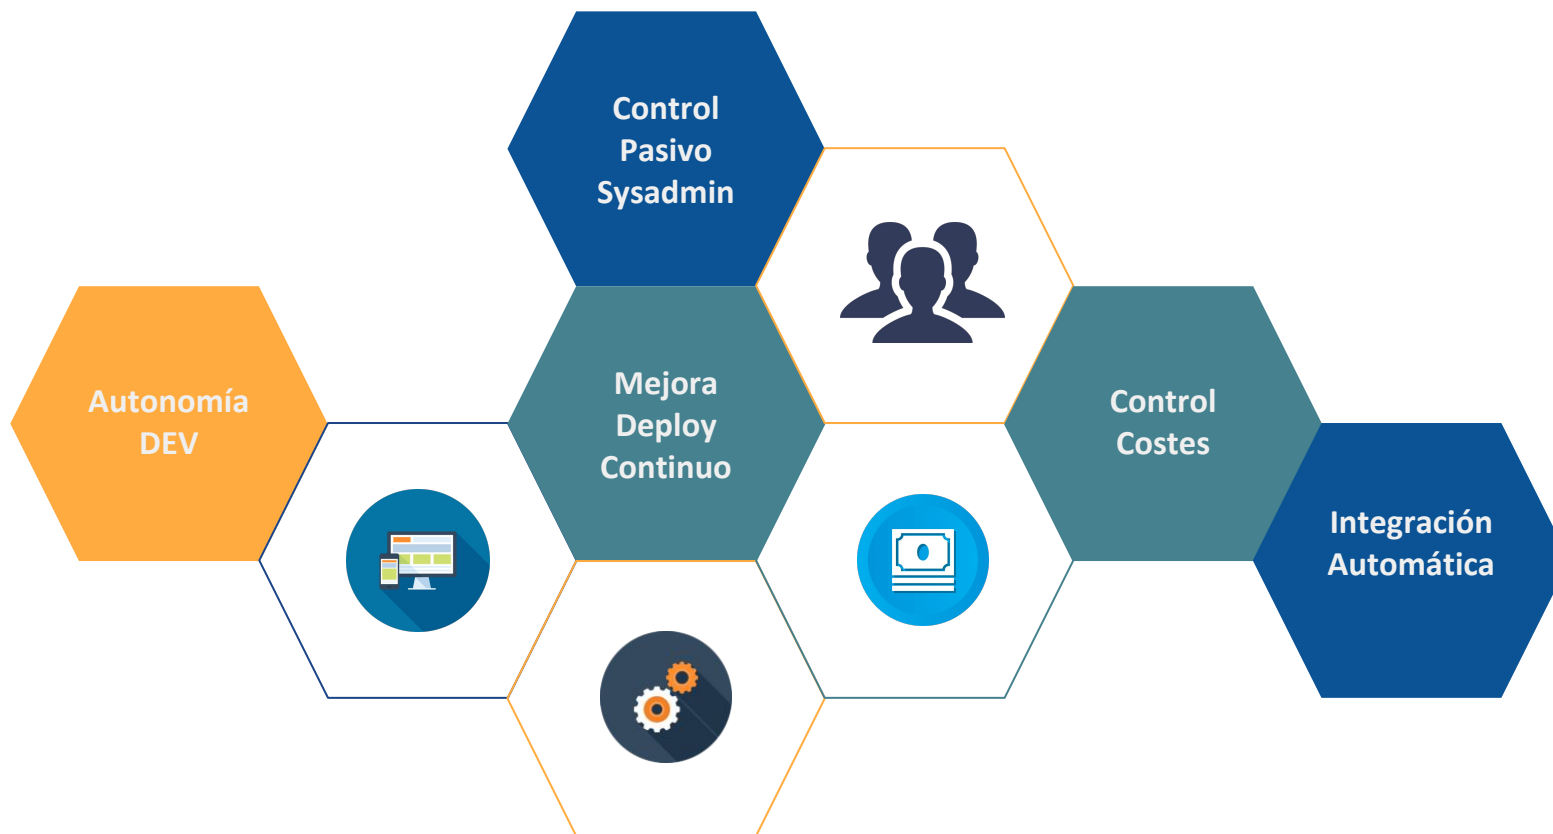 Control
Pasivo
Sysadmin
Autonomía
DEV
Mejora
Deploy
Continuo
Control
Costes
Integración
Automática